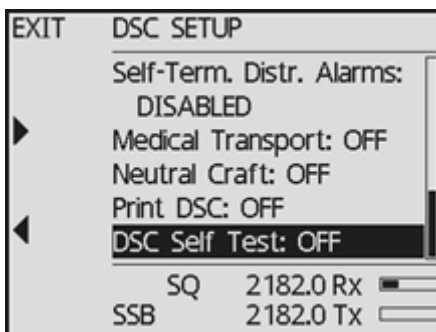 EXIT DSC SETUP
Self-Term. Distr. Alarms:
DISABLED
Medical Transport: OFF
Neutral Craft: OFF
Print DSC: OFF
DSC Self Test: OFF
SQ 2182.0 Rx
SSB 2182.0 Tx